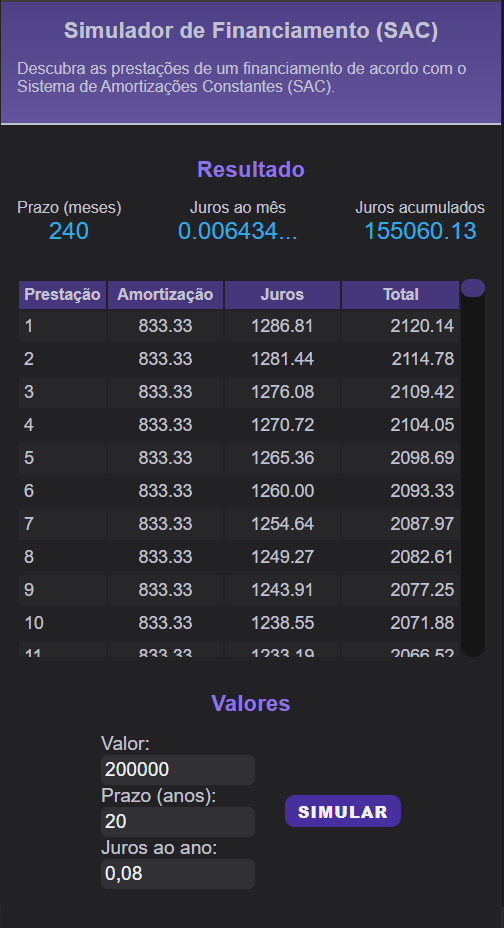 Simulador de Financiamento (SAC)
Descubra as prestações de um financiamento de acordo com o
Sistema de Amortizações Constantes (SAC).
Resultado
Prazo (meses) Juros ao mês Juros acumulados
240 0.006434... 155060.13
Prestação Amortização Juros Total
1 833.33 1286.81 2120.14
2 833.33 1281.44 2114.78
3 833.33 1276.08 2109.42
4 833.33 1270.72 2104.05
5 833.33 1265.36 2098.69
6 833.33 1260.00 2093.33
7 833.33 1254.64 2087.97
8 833.33 1249.27 2082.61
9 833.33 1243.91 2077.25
10 833.33 1238.55 2071.88
11 833.33 1233.19 2066.52
Valores
Valor:
200000
Prazo (anos):
20
SIMULAR
Juros ao ano:
0,08